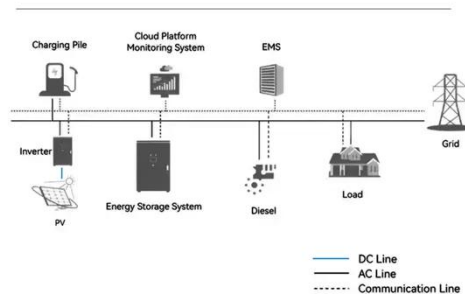 Charging Pile
Cloud Platform
Monitoring System
EMS
Inverter
Grid
PV
Energy Storage System
Diesel
Load
DC Line
AC Line
Communication Line